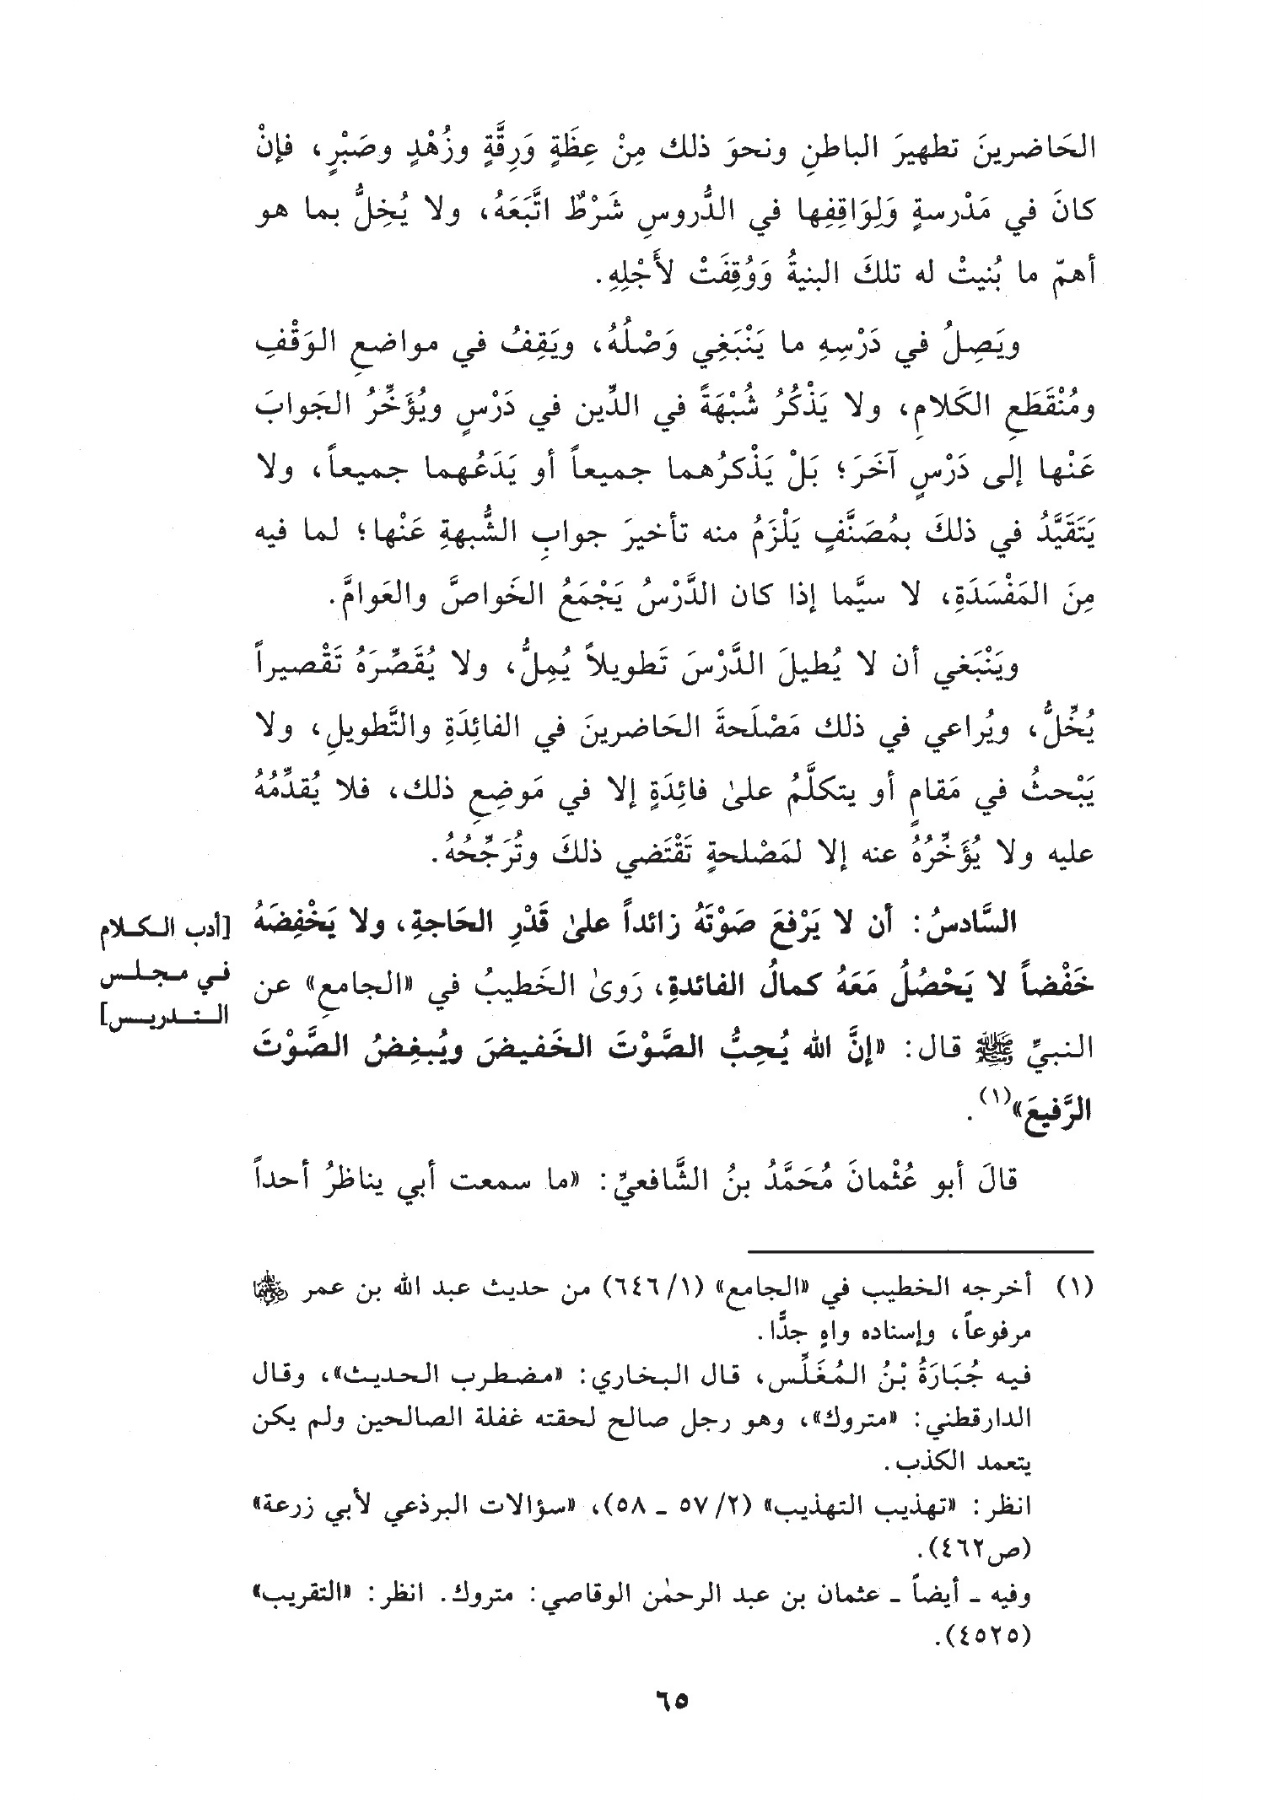 الحَاضرينَ تطهيرَ الباطنِ ونحوَ ذلك مِنْ عِظَةٍ وَرِقَّةٍ وزُهْدٍ وصَبْرٍ، فإنْ
كانَ في مَدْرسةٍ وَلِوَاقِفِها في الدُّروسِ شَرْطٌ اتَّبَعَهُ، ولا يُخِلُّ بما هو
أهمّ ما بُنيتْ له تلكَ البنيةُ وَوُقِفَتْ لأَجْلِهِ.
ويَصِلُ في دَرْسِهِ ما يَنْبَغِي وَصْلُهُ، ويَقِفُ في مواضعِ الوَقْفِ
ومُنْقَطَعِ الكَلامِ، ولا يَذْكُرُ شُبْهَةً في الدِّين في دَرْسٍ ويُؤَخِّرُ الجَوابَ
عَنْها إلى دَرْسٍ آخَرَ؛ بَلْ يَذْكرُهما جميعاً أو يَدَعُهما جميعاً، ولا
يَتَقَيَّدُ في ذلكَ بمُصَنَّفٍ يَلْزَمُ منه تأخيرَ جوابِ الشُّبهةِ عَنْها؛ لما فيه
مِنَ المَفْسَدَةِ، لا سيَّما إذا كان الدَّرْسُ يَجْمَعُ الخَواصَّ والعَوامَّ.
ويَنْبَغي أن لا يُطيلَ الدَّرْسَ تَطويلاً يُمِلُّ، ولا يُقَصِّرَهُ تَقْصيراً
يُخِّلُّ، ويُراعي في ذلك مَصْلَحةَ الحَاضرينَ في الفائِدَةِ والتَّطويلِ، ولا
يَبْحثُ في مَقامٍ أو يتكلَّمُ علىٰ فائِدَةٍ إلا في مَوضِعِ ذلك، فلا يُقدِّمُهُ
عليه ولا يُؤَخِّرُهُ عنه إلا لمَصْلحةٍ تَقْتَضي ذلكَ وتُرَجِّحُهُ.
السَّادسُ: أن لا يَرْفعَ صَوْتَهُ زائداً علىٰ قَدْرِ الحَاجةِ، ولا يَخْفِضَهُ
[أدب الكلام
خَفْضاً لا يَحْصُلُ مَعَهُ كمالُ الفائدةِ، رَوىٰ الخَطيبُ في «الجامعِ» عن
في مجلس
التدريس]
النبيِّ ﷺ قال: «إنَّ الله يُحِبُّ الصَّوْتَ الخَفيضَ ويُبغِضُ الصَّوْتَ
الرَّفيعَ»(١).
قالَ أبو عُثْمانَ مُحَمَّدُ بنُ الشَّافعيِّ: «ما سمعت أبي يناظرُ أحداً
(١) أخرجه الخطيب في «الجامع» (١/ ٦٤٦) من حديث عبد الله بن عمر رضي الله عنهما
مرفوعاً، وإسناده واهٍ جدًّا.
فيه جُبَارَةُ بْنُ المُغَلِّس، قال البخاري: «مضطرب الحديث»، وقال
الدارقطني: «متروك»، وهو رجل صالح لحقته غفلة الصالحين ولم يكن
يتعمد الكذب.
انظر: «تهذيب التهذيب» (٢/ ٥٧ ـ ٥٨)، «سؤالات البرذعي لأبي زرعة»
(ص٤٦٢).
وفيه ـ أيضاً ـ عثمان بن عبد الرحمٰن الوقاصي: متروك. انظر: «التقريب»
(٤٥٢٥).
٦٥